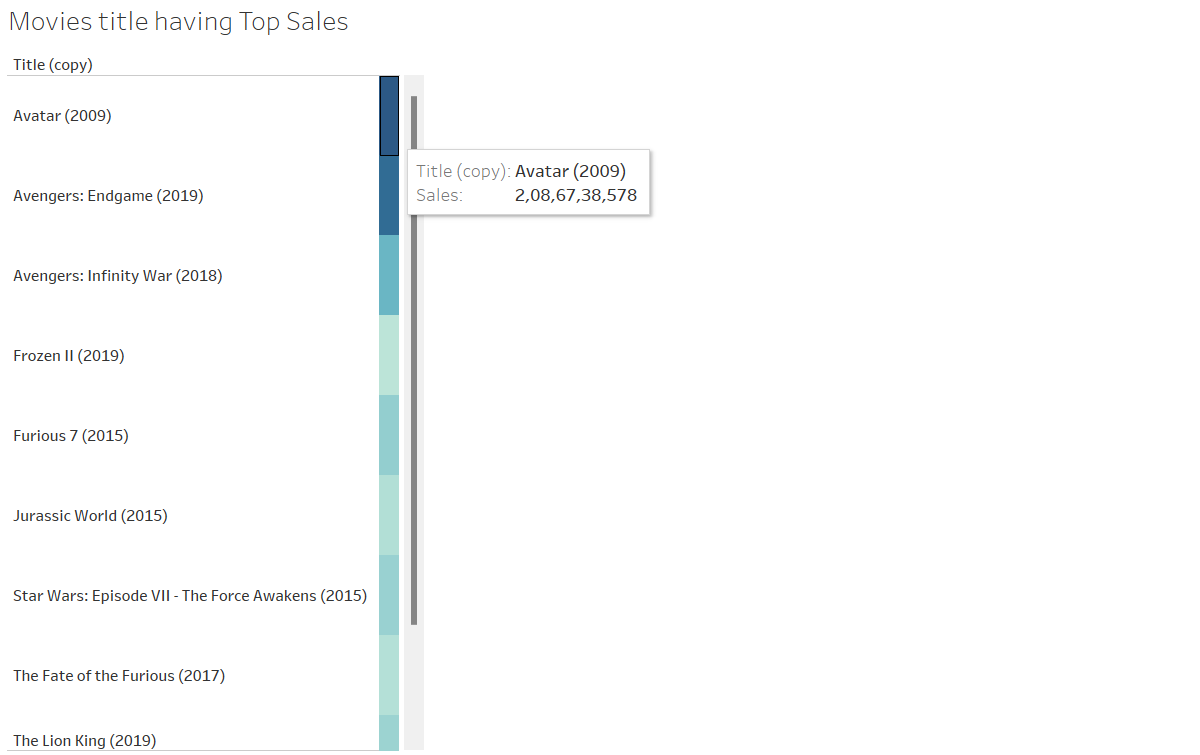 Movies title having Top Sales
Title (copy)
Avatar (2009)
Title (copy): Avatar (2009)
Sales: 2,08,67,38,578
Avengers: Endgame (2019)
Avengers: Infinity War (2018)
Frozen II (2019)
Furious 7 (2015)
Jurassic World (2015)
Star Wars: Episode VII - The Force Awakens (2015)
The Fate of the Furious (2017)
The Lion King (2019)